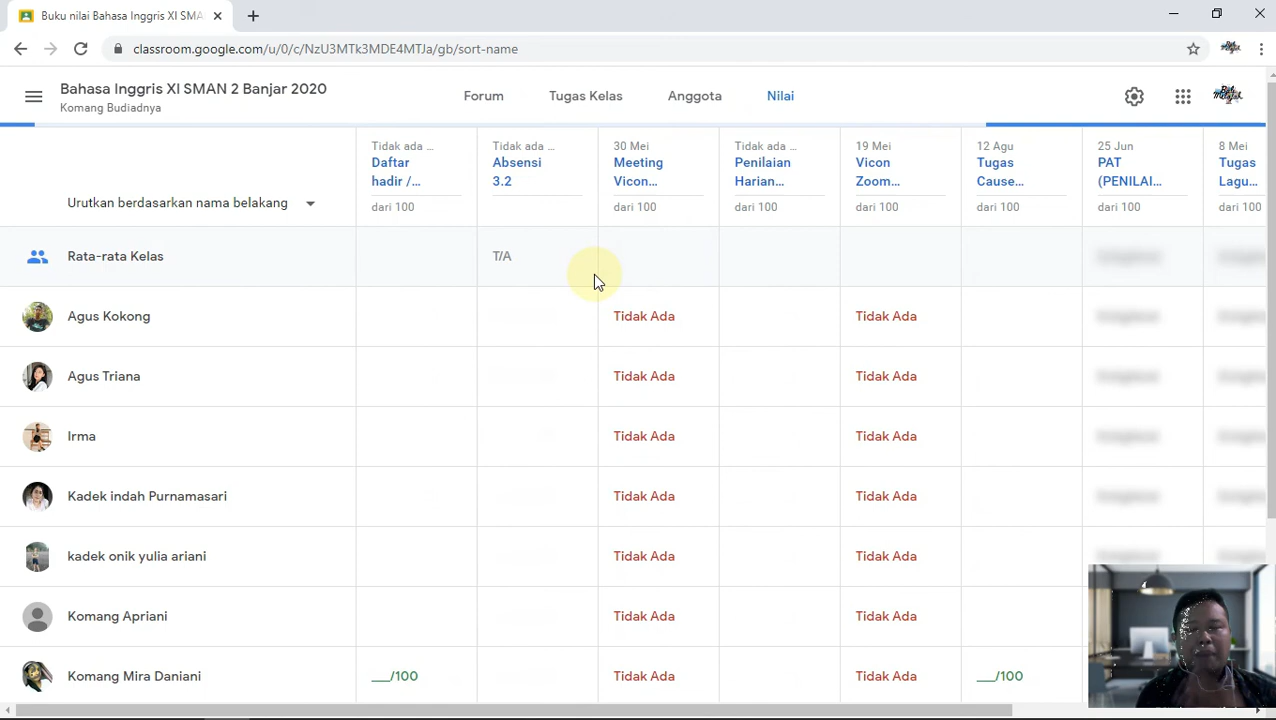 Buku nilai Bahasa Inggris XI SMA
classroom.google.com/u/0/c/NzU3MTk3MDE4MTJa/gb/sort-name
Bahasa Inggris XI SMAN 2 Banjar 2020
Komang Budiadnya
Forum
Tugas Kelas
Anggota
Nilai
Urutkan berdasarkan nama belakang
Tidak ada ...
Daftar
hadir /...
dari 100
Tidak ada ...
Absensi
3.2
30 Mei
Meeting
Vicon...
dari 100
Tidak ada ...
Penilaian
Harian...
dari 100
19 Mei
Vicon
Zoom...
dari 100
12 Agu
Tugas
Cause...
dari 100
25 Jun
PAT
(PENILAI...
dari 100
8 Mei
Tugas
Lagu...
dari 100
Rata-rata Kelas
T/A
Agus Kokong
Tidak Ada
Tidak Ada
Agus Triana
Tidak Ada
Tidak Ada
Irma
Tidak Ada
Tidak Ada
Kadek indah Purnamasari
Tidak Ada
Tidak Ada
kadek onik yulia ariani
Tidak Ada
Tidak Ada
Komang Apriani
Tidak Ada
Tidak Ada
Komang Mira Daniani
___/100
Tidak Ada
Tidak Ada
___/100